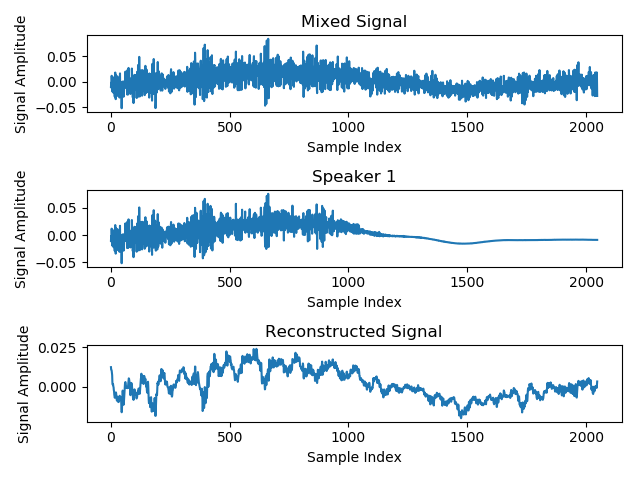 Mixed Signal
Signal Amplitude
0.05
0.00
−0.05
0 500 1000 1500 2000
Sample Index
Speaker 1
Signal Amplitude
0.05
0.00
−0.05
0 500 1000 1500 2000
Sample Index
Reconstructed Signal
Signal Amplitude
0.025
0.000
0 500 1000 1500 2000
Sample Index